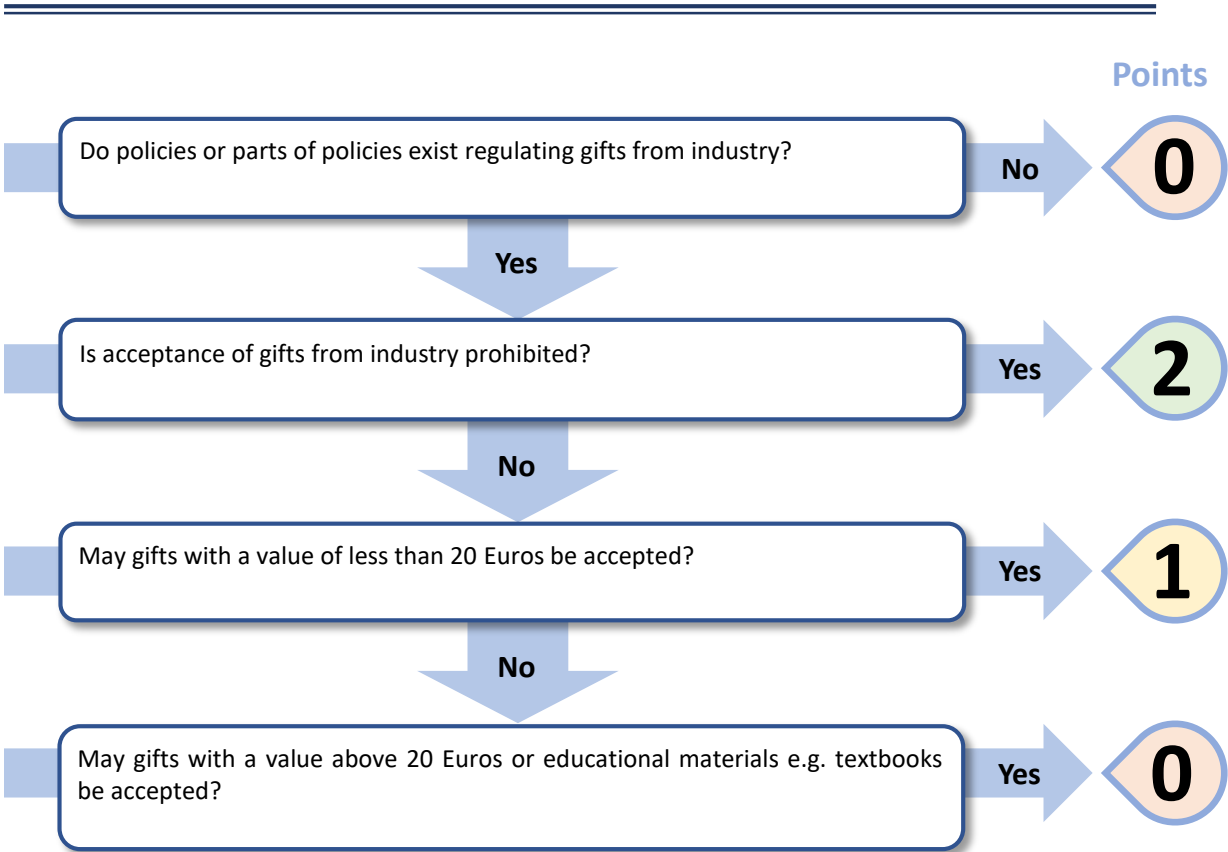 Points
Do policies or parts of policies exist regulating gifts from industry?
No
0
Yes
Is acceptance of gifts from industry prohibited?
Yes
2
No
May gifts with a value of less than 20 Euros be accepted?
Yes
1
No
May gifts with a value above 20 Euros or educational materials e.g. textbooks
be accepted?
Yes
0